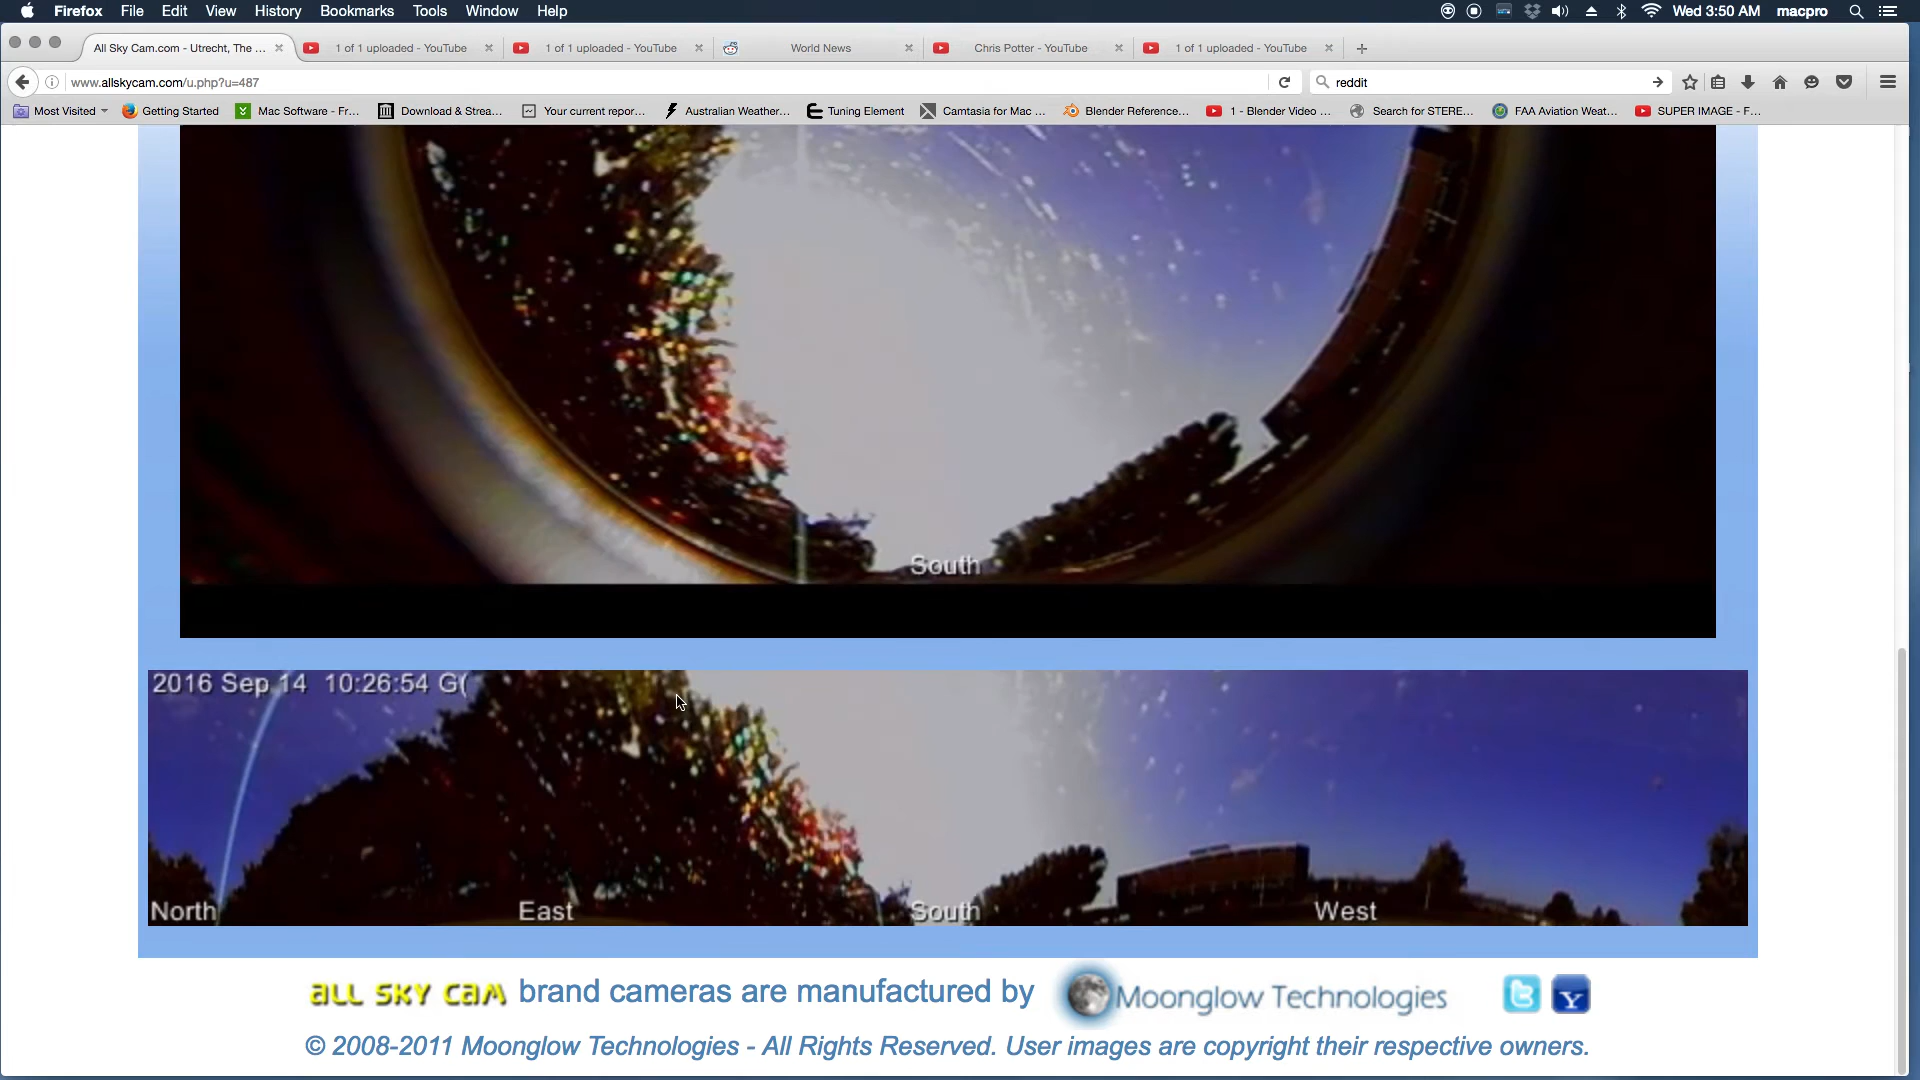 Firefox File Edit View History Bookmarks Tools Window Help Wed 3:50 AM macpro
All Sky Cam.com - Utrecht, The ... 1 of 1 uploaded - YouTube 1 of 1 uploaded - YouTube World News Chris Potter - YouTube 1 of 1 uploaded - YouTube
www.allskycam.com/u.php?u=487 reddit
Most Visited Getting Started Mac Software - Fr... Download & Strea... Your current repor... Australian Weather... Tuning Element Camtasia for Mac ... Blender Reference... 1 - Blender Video ... Search for STERE... FAA Aviation Weat... SUPER IMAGE - F...
South
2016 Sep 14 10:26:54 G(
North East South West
ALL SKY CAM brand cameras are manufactured by Moonglow Technologies
© 2008-2011 Moonglow Technologies - All Rights Reserved. User images are copyright their respective owners.